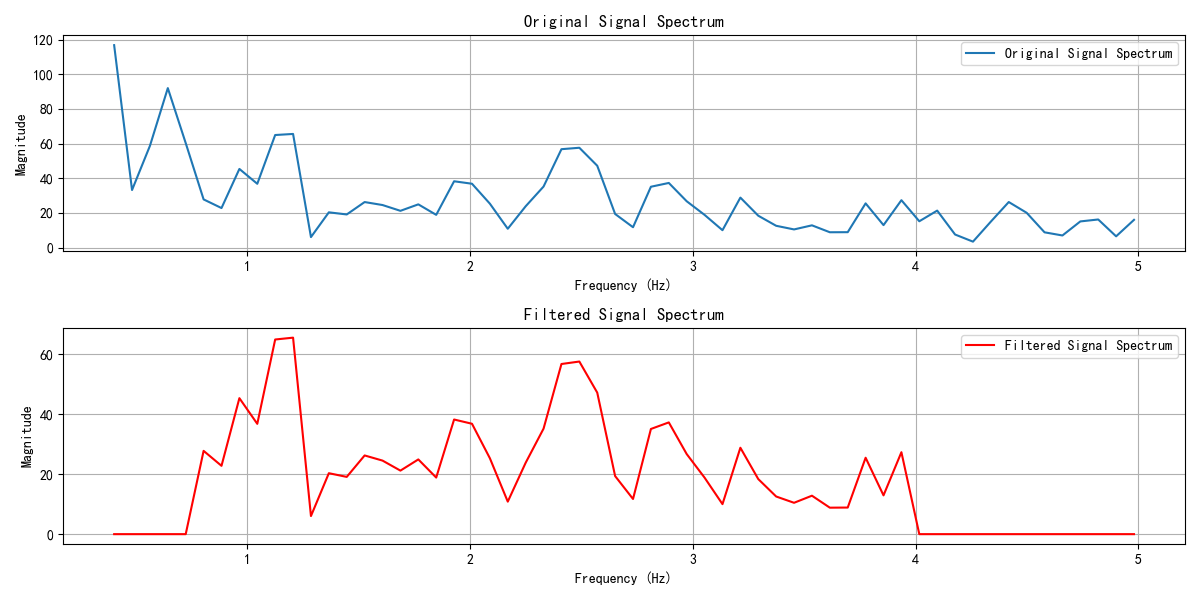 Original Signal Spectrum
120
100
80
60
40
20
0
Magnitude
Original Signal Spectrum
1 2 3 4 5
Frequency (Hz)
Filtered Signal Spectrum
60
40
20
0
Magnitude
Filtered Signal Spectrum
1 2 3 4 5
Frequency (Hz)